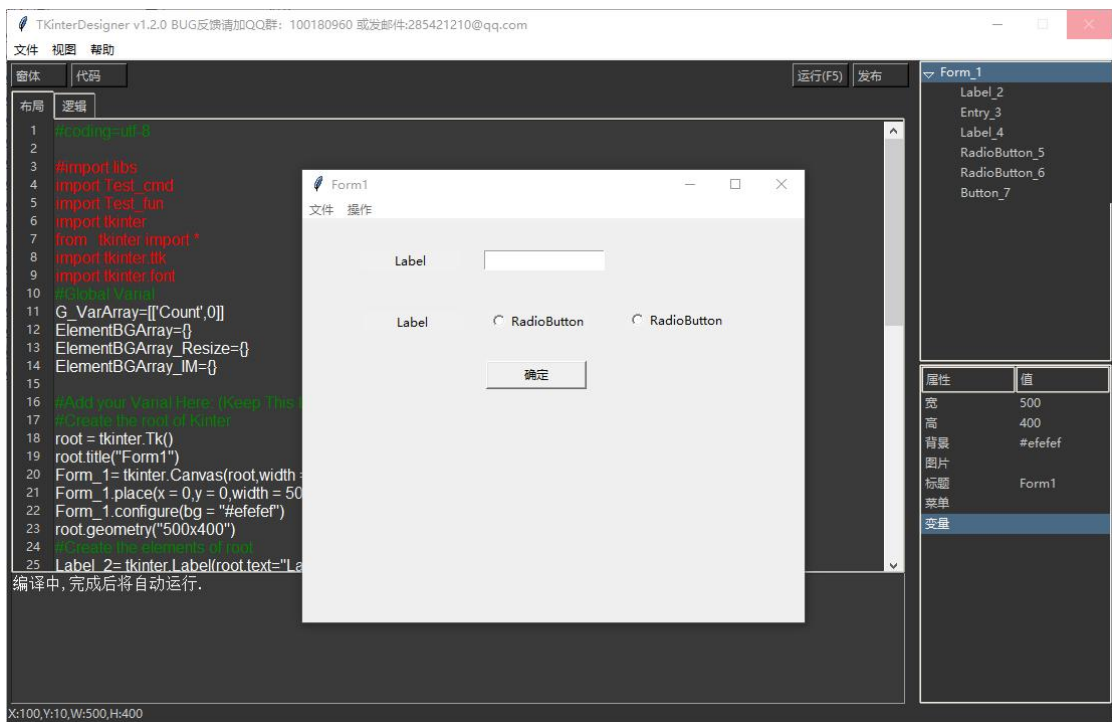 TKinterDesigner v1.2.0 BUG反馈请加QQ群：100180960 或发邮件:285421210@qq.com
文件 视图 帮助
窗体 代码 运行(F5) 发布
布局 逻辑
1 #coding=utf-8
2
3 #import libs
4 import Test_cmd
5 import Test_fun
6 import tkinter
7 from tkinter import *
8 import tkinter.ttk
9 import tkinter.font
10 #Global Varial
11 G_VarArray=[['Count',0]]
12 ElementBGArray={}
13 ElementBGArray_Resize={}
14 ElementBGArray_IM={}
15
16 #Add your Varial Here: (Keep This
17 #Create the root of Kinter
18 root = tkinter.Tk()
19 root.title("Form1")
20 Form_1= tkinter.Canvas(root,width
21 Form_1.place(x = 0,y = 0,width = 50
22 Form_1.configure(bg = "#efefef")
23 root.geometry("500x400")
24 #Create the elements of root
25 Label_2= tkinter.Label(root,text="La
编译中,完成后将自动运行.
Form1
文件 操作
Label
Label RadioButton RadioButton
确定
Form_1
Label_2
Entry_3
Label_4
RadioButton_5
RadioButton_6
Button_7
属性 值
宽 500
高 400
背景 #efefef
图片
标题 Form1
菜单
变量
X:100,Y:10,W:500,H:400